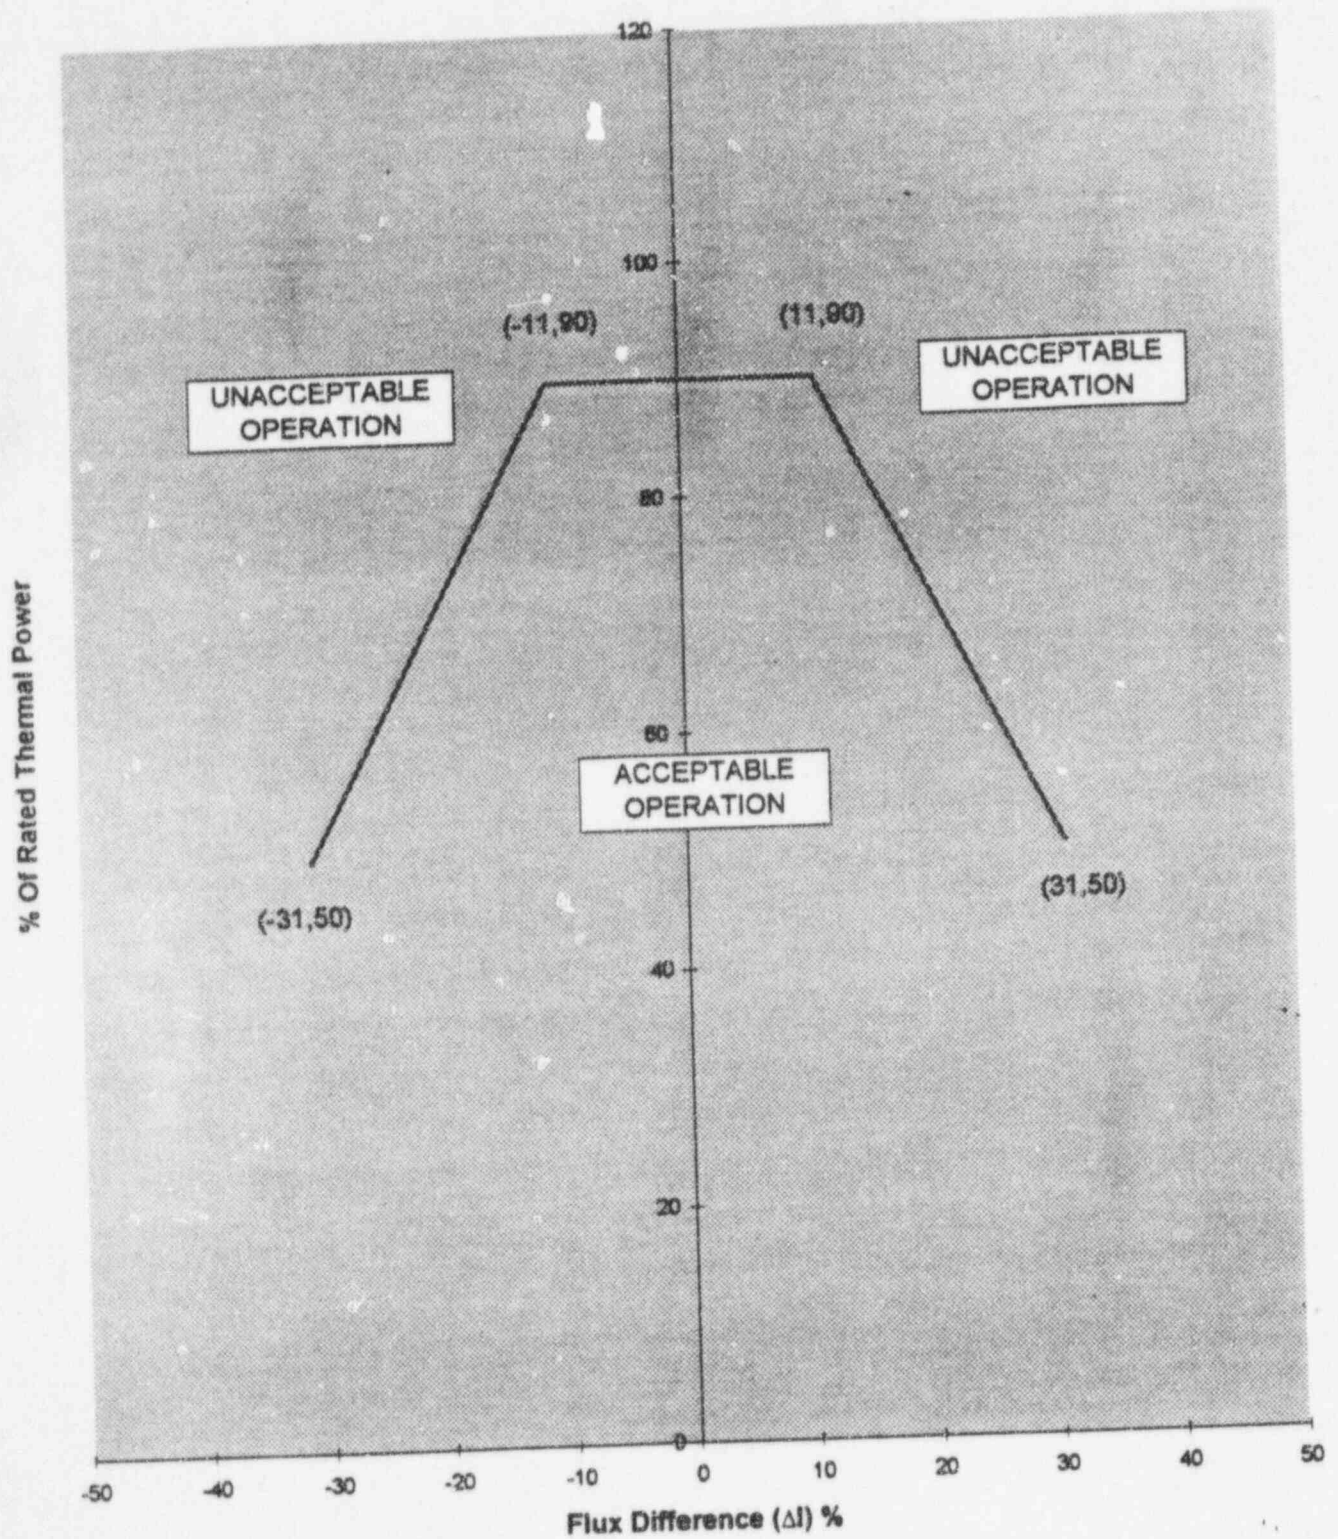 120
100
(-11,90)
(11,90)
UNACCEPTABLE
OPERATION
UNACCEPTABLE
OPERATION
80
% Of Rated Thermal Power
60
ACCEPTABLE
OPERATION
(-31,50)
(31,50)
40
20
0
-50 -40 -30 -20 -10 0 10 20 30 40 50
Flux Difference (ΔI) %